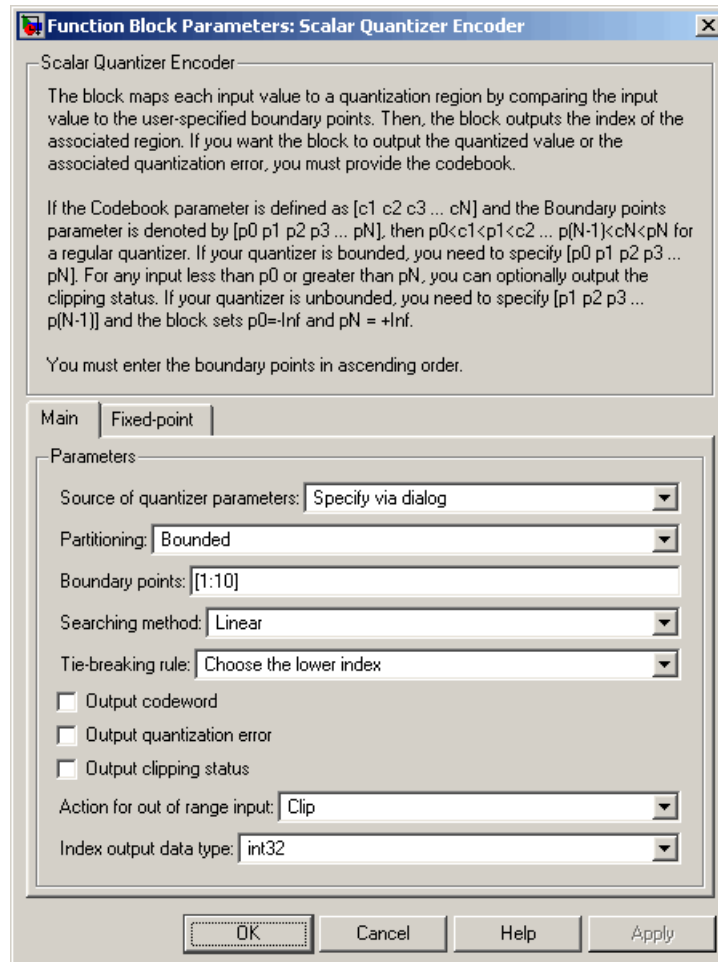 Function Block Parameters: Scalar Quantizer Encoder
Scalar Quantizer Encoder
The block maps each input value to a quantization region by comparing the input
value to the user-specified boundary points. Then, the block outputs the index of the
associated region. If you want the block to output the quantized value or the
associated quantization error, you must provide the codebook.
If the Codebook parameter is defined as [c1 c2 c3 ... cN] and the Boundary points
parameter is denoted by [p0 p1 p2 p3 ... pN], then p0<c1<p1<c2 ... p(N-1)<cN<pN for
a regular quantizer. If your quantizer is bounded, you need to specify [p0 p1 p2 p3 ...
pN]. For any input less than p0 or greater than pN, you can optionally output the
clipping status. If your quantizer is unbounded, you need to specify [p1 p2 p3 ...
p(N-1)] and the block sets p0=-Inf and pN = +Inf.
You must enter the boundary points in ascending order.
Main Fixed-point
Parameters
Source of quantizer parameters: Specify via dialog
Partitioning: Bounded
Boundary points: [1:10]
Searching method: Linear
Tie-breaking rule: Choose the lower index
Output codeword
Output quantization error
Output clipping status
Action for out of range input: Clip
Index output data type: int32
OK Cancel Help Apply